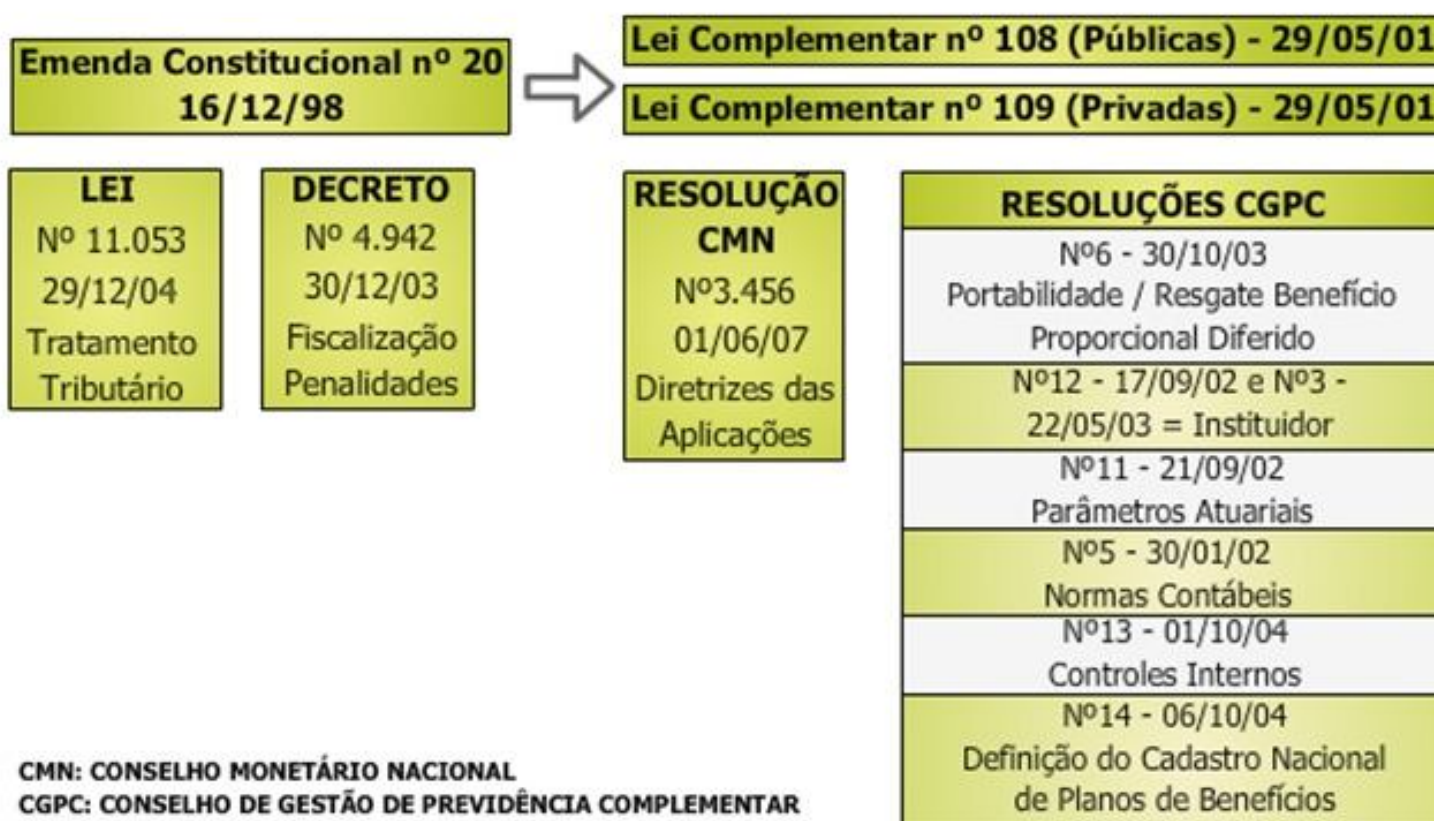 Emenda Constitucional nº 20
16/12/98
Lei Complementar nº 108 (Públicas) - 29/05/01
Lei Complementar nº 109 (Privadas) - 29/05/01
LEI
Nº 11.053
29/12/04
Tratamento
Tributário
DECRETO
Nº 4.942
30/12/03
Fiscalização
Penalidades
RESOLUÇÃO
CMN
Nº3.456
01/06/07
Diretrizes das
Aplicações
RESOLUÇÕES CGPC
Nº6 - 30/10/03
Portabilidade / Resgate Benefício
Proporcional Diferido
Nº12 - 17/09/02 e Nº3 -
22/05/03 = Instituidor
Nº11 - 21/09/02
Parâmetros Atuariais
Nº5 - 30/01/02
Normas Contábeis
Nº13 - 01/10/04
Controles Internos
Nº14 - 06/10/04
Definição do Cadastro Nacional
de Planos de Benefícios
CMN: CONSELHO MONETÁRIO NACIONAL
CGPC: CONSELHO DE GESTÃO DE PREVIDÊNCIA COMPLEMENTAR